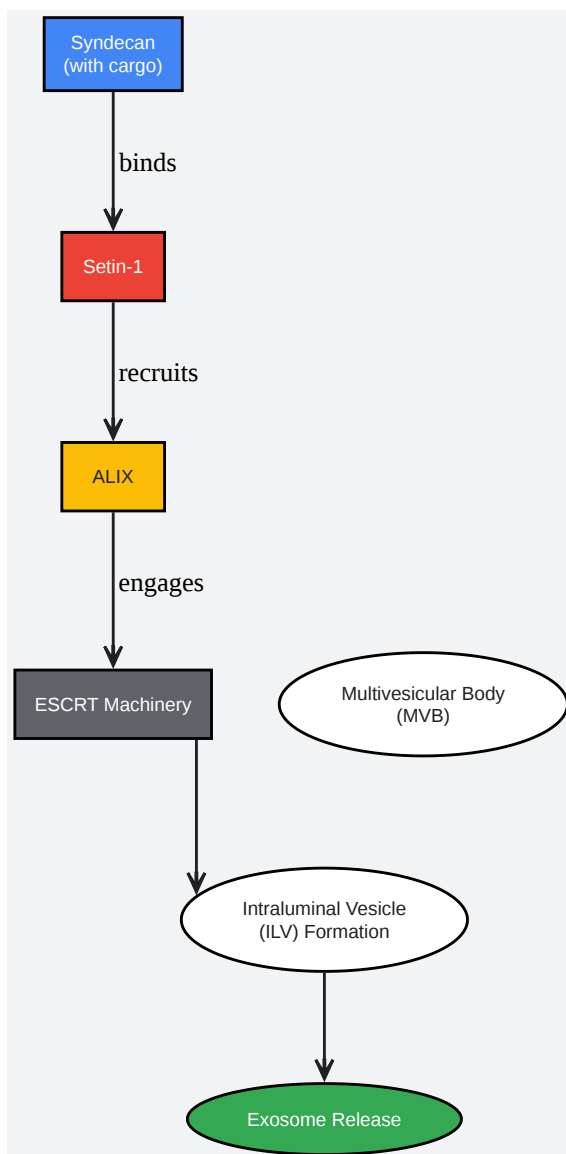 Syndecan
(with cargo)
binds
Setin-1
recruits
ALIX
engages
ESCRT Machinery
Multivesicular Body
(MVB)
Intraluminal Vesicle
(ILV) Formation
Exosome Release